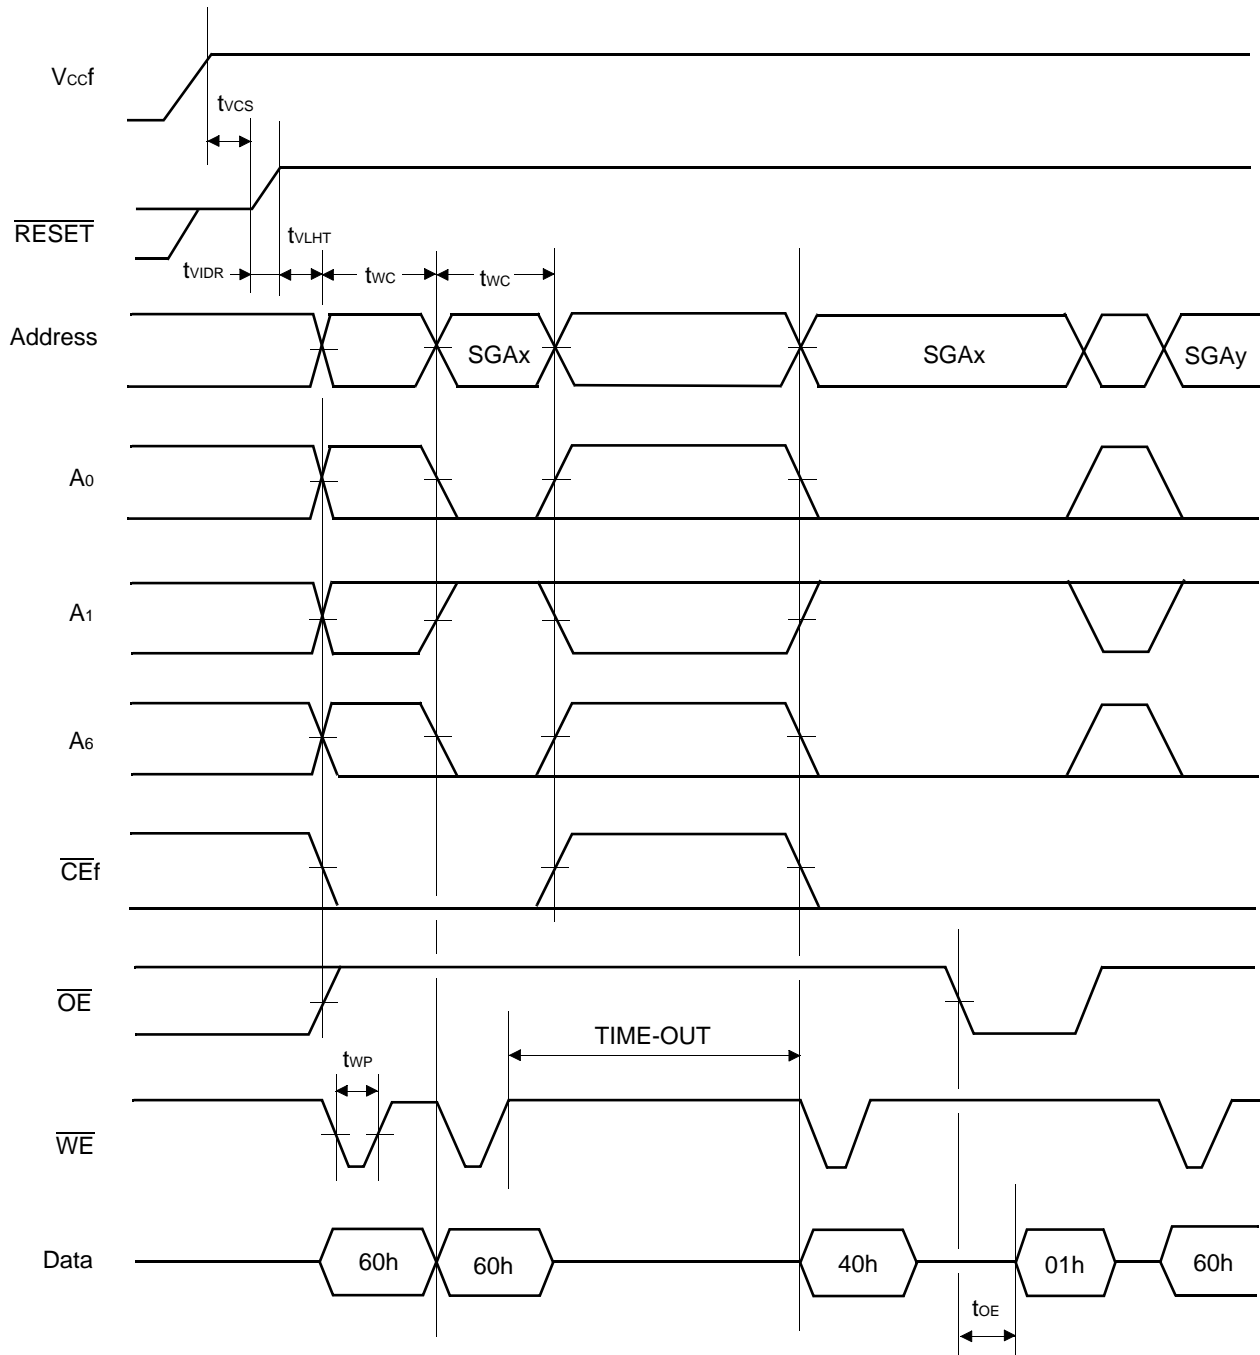 VCCf
tVCS
RESET
tVLHT
tVIDR
tWC
tWC
Address
SGAx
SGAx
SGAy
A0
A1
A6
CEf
OE
TIME-OUT
tWP
WE
Data
60h
60h
40h
01h
60h
tOE